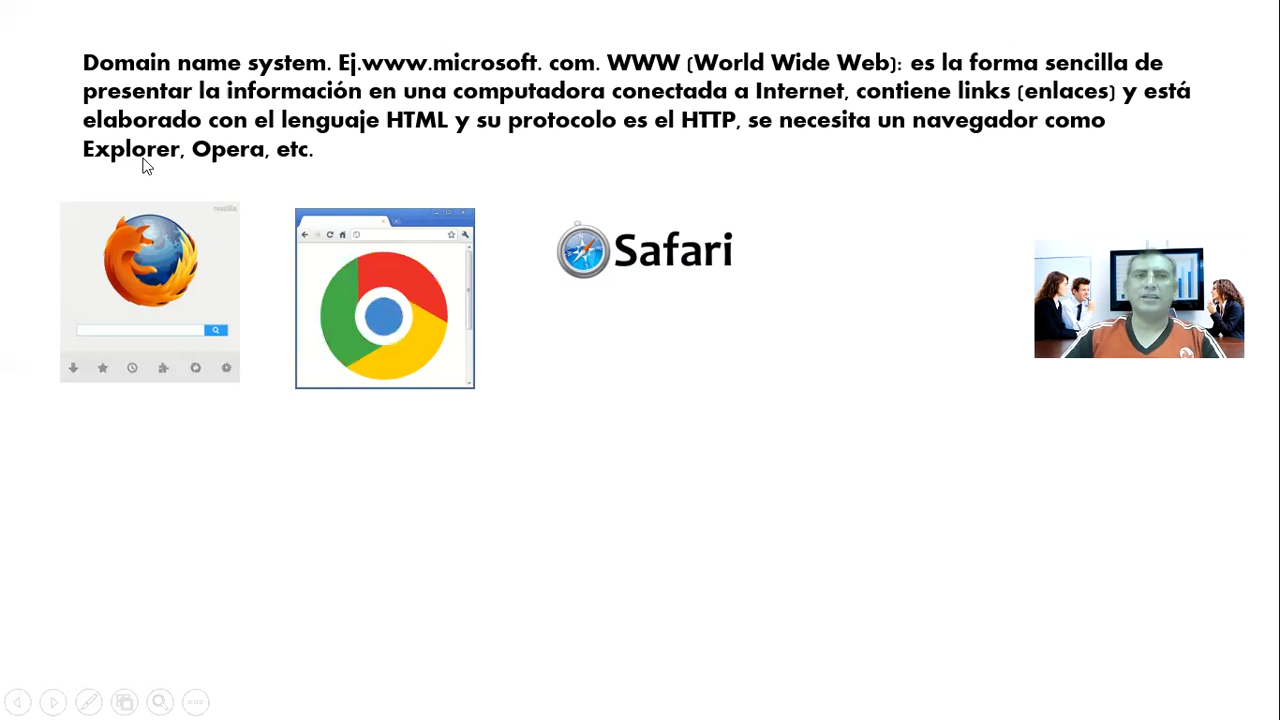 Domain name system. Ej.www.microsoft. com. WWW (World Wide Web): es la forma sencilla de
presentar la información en una computadora conectada a Internet, contiene links (enlaces) y está
elaborado con el lenguaje HTML y su protocolo es el HTTP, se necesita un navegador como
Explorer, Opera, etc.
mozilla
Safari